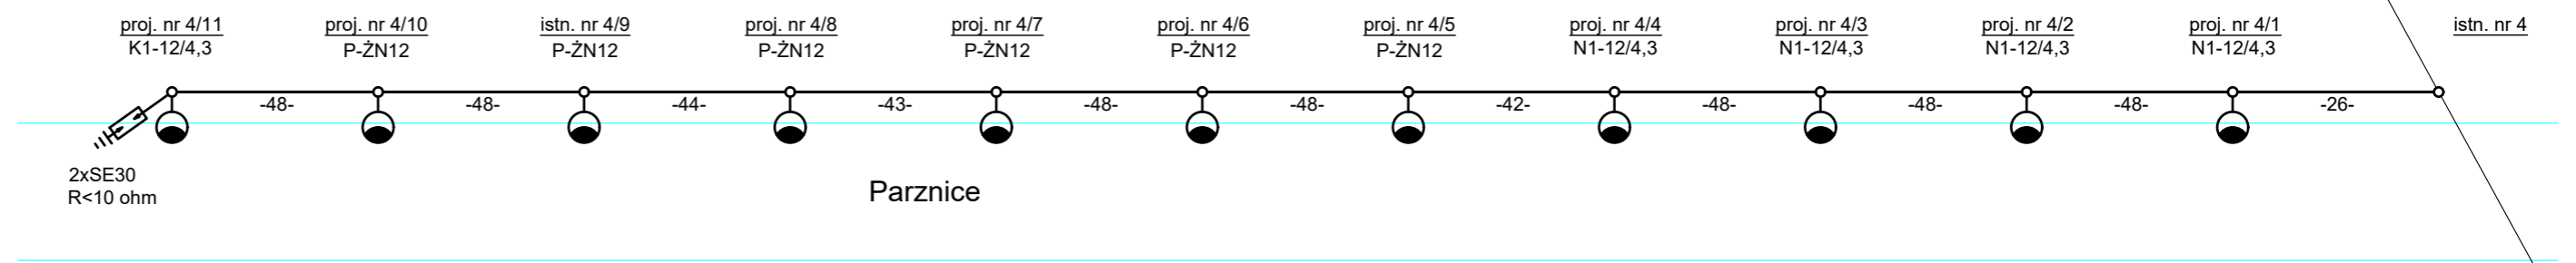 proj. nr 4/11
K1-12/4,3
proj. nr 4/10
P-ŻN12
istn. nr 4/9
P-ŻN12
proj. nr 4/8
P-ŻN12
proj. nr 4/7
P-ŻN12
proj. nr 4/6
P-ŻN12
proj. nr 4/5
P-ŻN12
proj. nr 4/4
N1-12/4,3
proj. nr 4/3
N1-12/4,3
proj. nr 4/2
N1-12/4,3
proj. nr 4/1
N1-12/4,3
istn. nr 4
-48-
-48-
-44-
-43-
-48-
-48-
-42-
-48-
-48-
-48-
-26-
2xSE30
R<10 ohm
Parznice